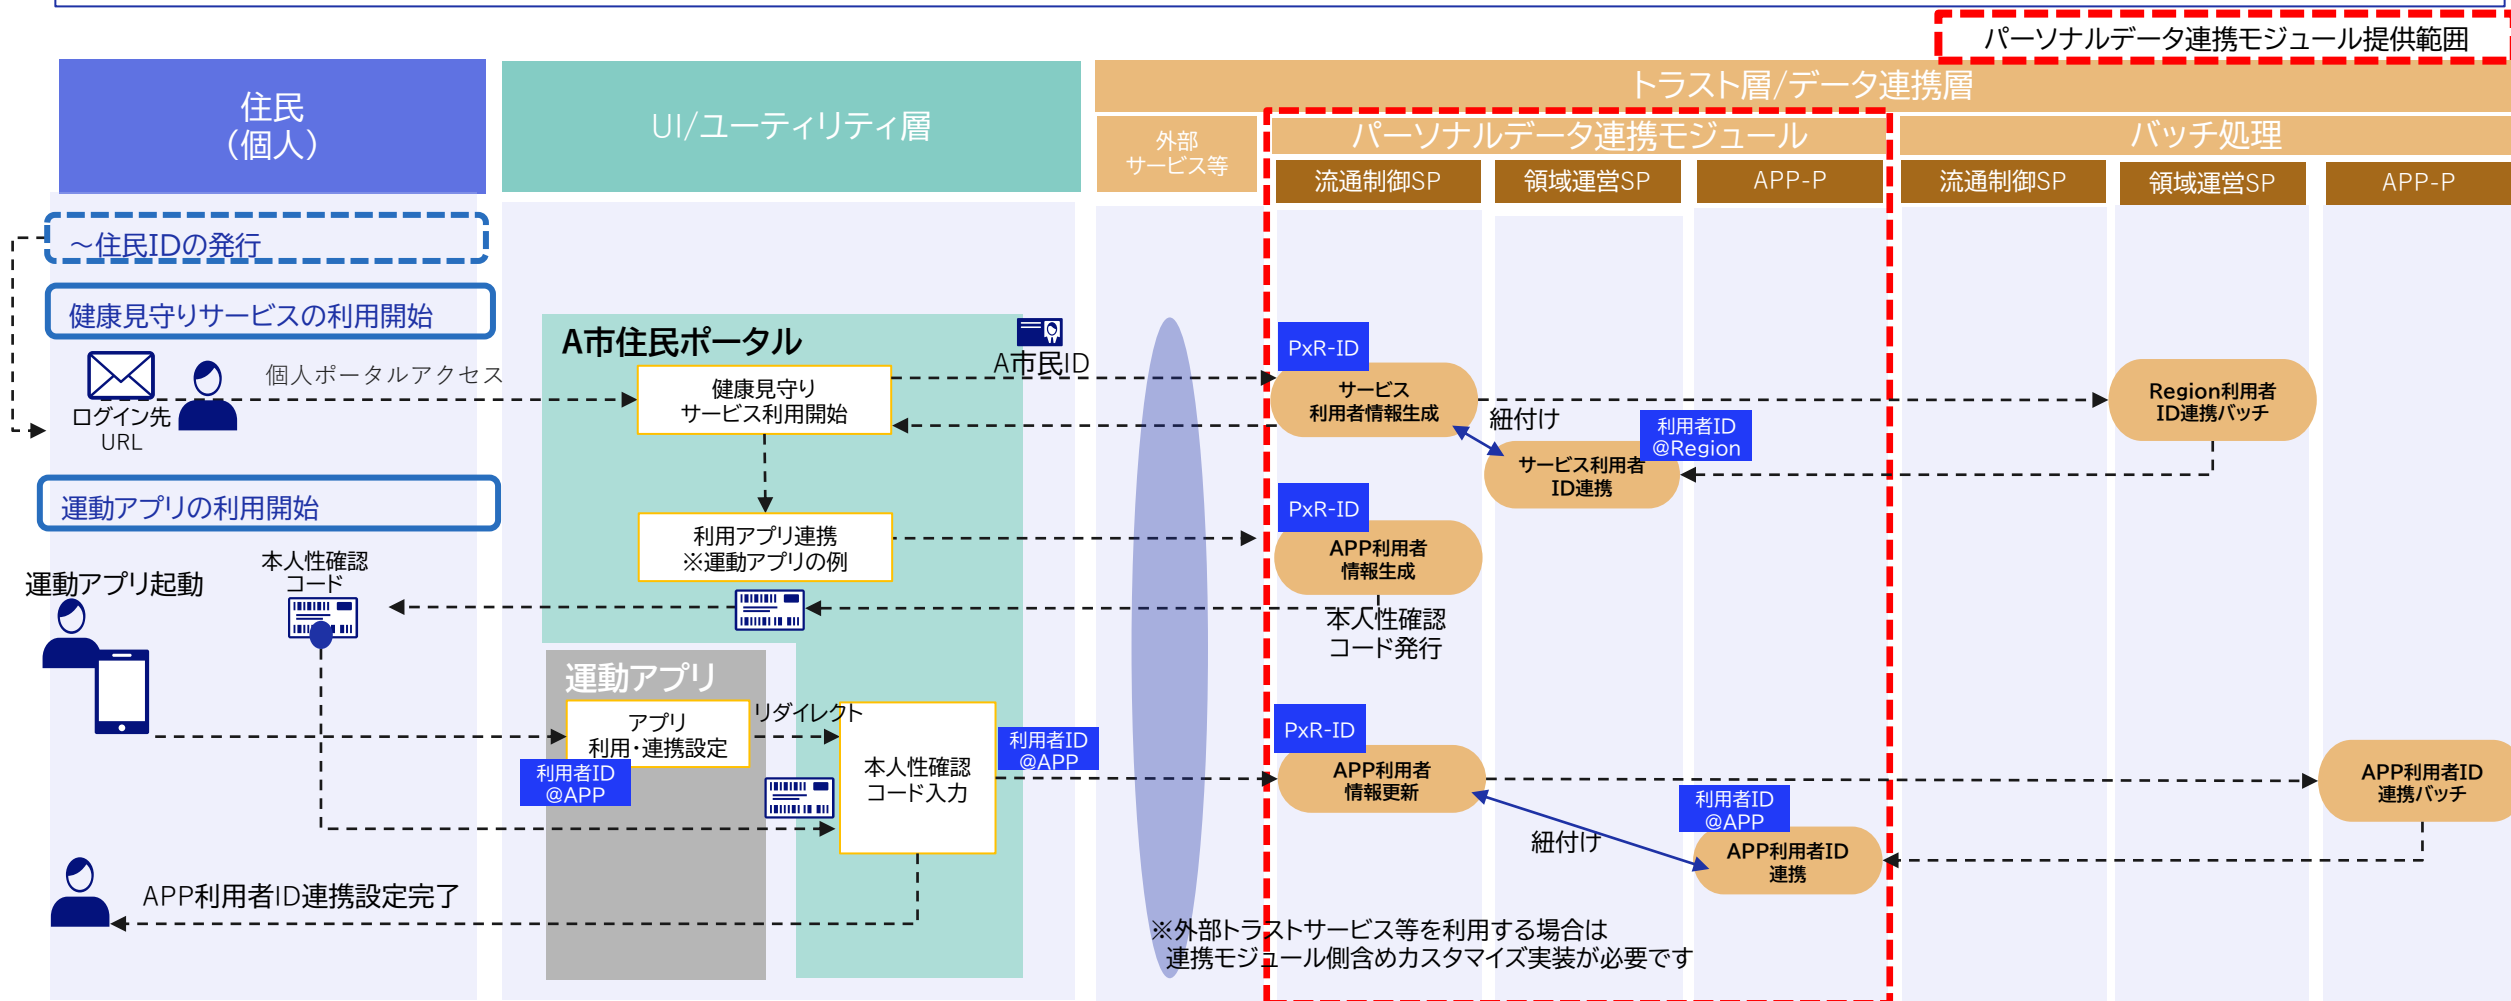 パーソナルデータ連携モジュール提供範囲
住民
（個人）
UI/ユーティリティ層
トラスト層/データ連携層
外部
サービス等
パーソナルデータ連携モジュール
バッチ処理
流通制御SP
領域運営SP
APP-P
流通制御SP
領域運営SP
APP-P
～住民IDの発行
健康見守りサービスの利用開始
ログイン先
URL
個人ポータルアクセス
A市住民ポータル
健康見守り
サービス利用開始
A市民ID
PxR-ID
サービス
利用者情報生成
紐付け
利用者ID
@Region
サービス利用者
ID連携
Region利用者
ID連携バッチ
運動アプリの利用開始
利用アプリ連携
※運動アプリの例
PxR-ID
APP利用者
情報生成
本人性確認
コード発行
運動アプリ起動
本人性確認
コード
運動アプリ
アプリ
利用・連携設定
利用者ID
@APP
リダイレクト
本人性確認
コード入力
利用者ID
@APP
PxR-ID
APP利用者
情報更新
紐付け
利用者ID
@APP
APP利用者ID
連携
APP利用者ID
連携バッチ
APP利用者ID連携設定完了
※外部トラストサービス等を利用する場合は
連携モジュール側含めカスタマイズ実装が必要です